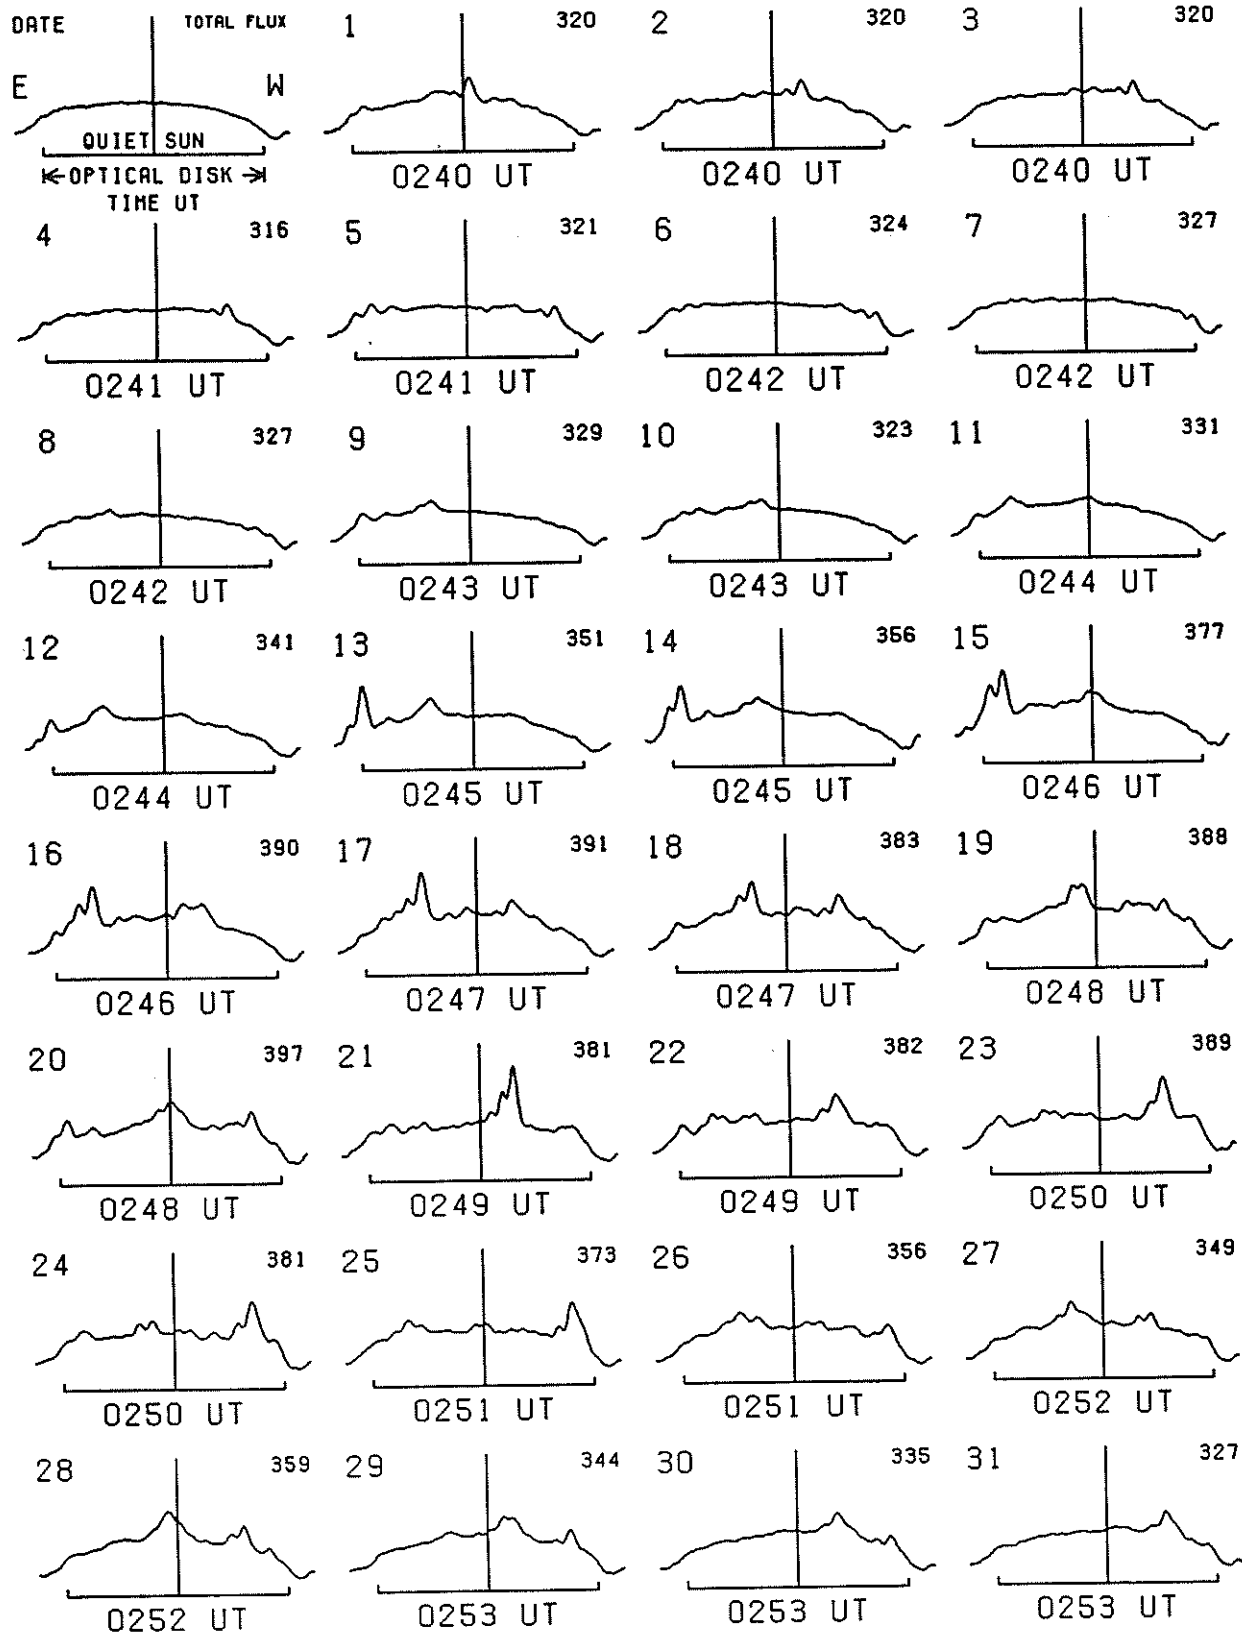 DATE TOTAL FLUX 1 320 2 320 3 320
E W
QUIET SUN
←OPTICAL DISK→ 0240 UT 0240 UT 0240 UT
TIME UT
4 316 5 321 6 324 7 327
0241 UT 0241 UT 0242 UT 0242 UT
8 327 9 329 10 323 11 331
0242 UT 0243 UT 0243 UT 0244 UT
12 341 13 351 14 356 15 377
0244 UT 0245 UT 0245 UT 0246 UT
16 390 17 391 18 383 19 388
0246 UT 0247 UT 0247 UT 0248 UT
20 397 21 381 22 382 23 389
0248 UT 0249 UT 0249 UT 0250 UT
24 381 25 373 26 356 27 349
0250 UT 0251 UT 0251 UT 0252 UT
28 359 29 344 30 335 31 327
0252 UT 0253 UT 0253 UT 0253 UT